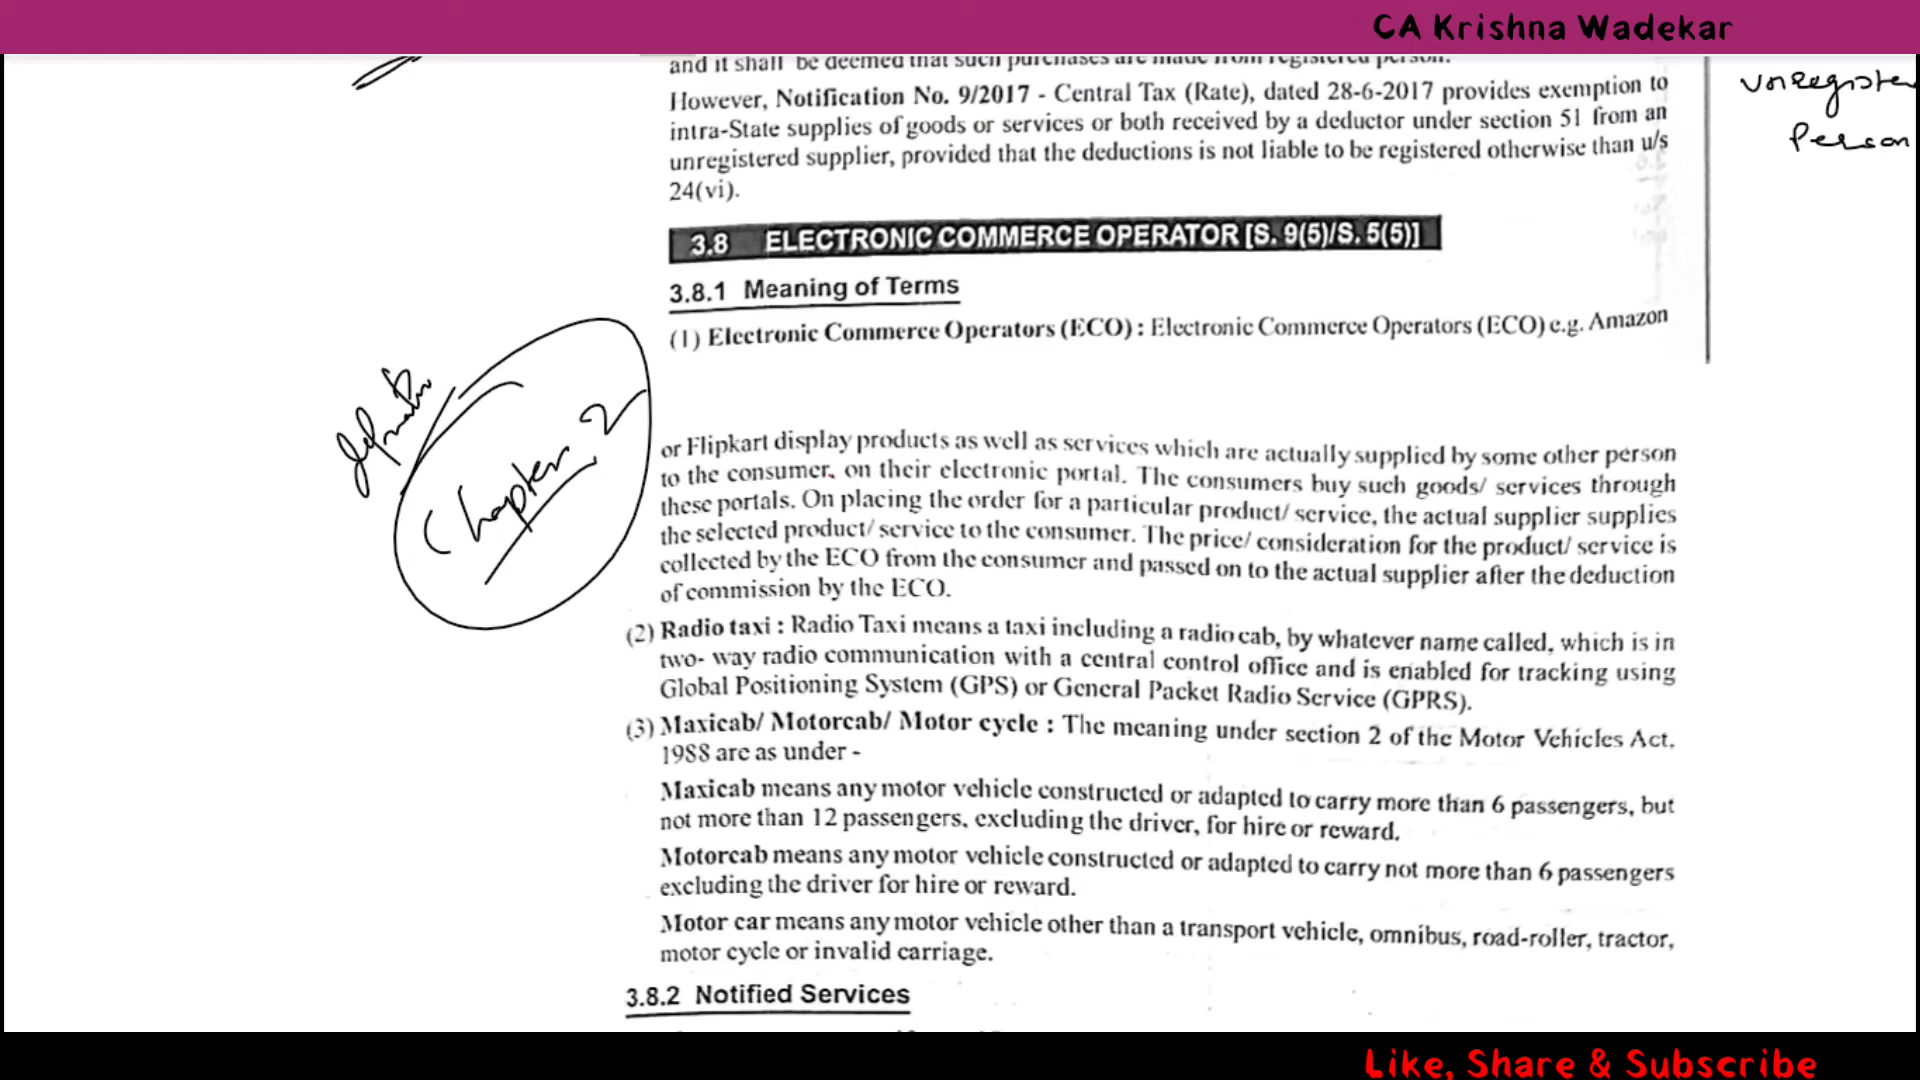 CA Krishna Wadekar
and it shall be deemed that such purchases are made from registered person.
However, Notification No. 9/2017 - Central Tax (Rate), dated 28-6-2017 provides exemption to
intra-State supplies of goods or services or both received by a deductor under section 51 from an
unregistered supplier, provided that the deductions is not liable to be registered otherwise than u/s
24(vi).
unregister
Person
3.8 ELECTRONIC COMMERCE OPERATOR [S. 9(5)/S. 5(5)]
3.8.1 Meaning of Terms
(1) Electronic Commerce Operators (ECO) : Electronic Commerce Operators (ECO) e.g. Amazon
Chapter 2
or Flipkart display products as well as services which are actually supplied by some other person
to the consumer, on their electronic portal. The consumers buy such goods/ services through
these portals. On placing the order for a particular product/ service, the actual supplier supplies
the selected product/ service to the consumer. The price/ consideration for the product/ service is
collected by the ECO from the consumer and passed on to the actual supplier after the deduction
of commission by the ECO.
(2) Radio taxi : Radio Taxi means a taxi including a radio cab, by whatever name called, which is in
two- way radio communication with a central control office and is enabled for tracking using
Global Positioning System (GPS) or General Packet Radio Service (GPRS).
(3) Maxicab/ Motorcab/ Motor cycle : The meaning under section 2 of the Motor Vehicles Act,
1988 are as under -
Maxicab means any motor vehicle constructed or adapted to carry more than 6 passengers, but
not more than 12 passengers, excluding the driver, for hire or reward.
Motorcab means any motor vehicle constructed or adapted to carry not more than 6 passengers
excluding the driver for hire or reward.
Motor car means any motor vehicle other than a transport vehicle, omnibus, road-roller, tractor,
motor cycle or invalid carriage.
3.8.2 Notified Services
Like, Share & Subscribe